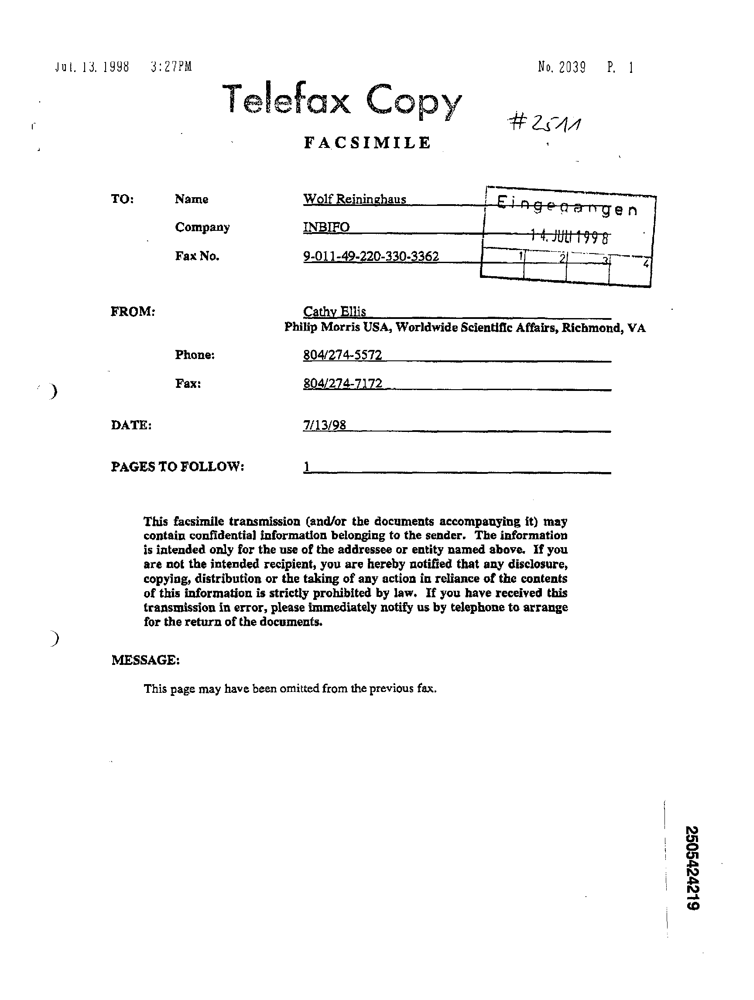 Jul. 13. 1998 3:27PM No. 2039 P. 1
Telefax Copy
#2511
FACSIMILE
TO: Name Wolf Reininghaus
Eingegangen
Company INBIFO
14. JULI 1998
Fax No. 9-011-49-220-330-3362
1 2 3 4
FROM: Cathy Ellis
Philip Morris USA, Worldwide Scientific Affairs, Richmond, VA
Phone: 804/274-5572
Fax: 804/274-7172
DATE: 7/13/98
PAGES TO FOLLOW: 1
This facsimile transmission (and/or the documents accompanying it) may
contain confidential information belonging to the sender. The information
is intended only for the use of the addressee or entity named above. If you
are not the intended recipient, you are hereby notified that any disclosure,
copying, distribution or the taking of any action in reliance of the contents
of this information is strictly prohibited by law. If you have received this
transmission in error, please immediately notify us by telephone to arrange
for the return of the documents.
MESSAGE:
This page may have been omitted from the previous fax.
2505424219